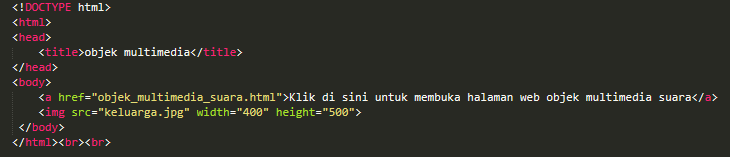 <!DOCTYPE html>
<html>
<head>
    <title>objek multimedia</title>
</head>
<body>
    <a href="objek_multimedia_suara.html">Klik di sini untuk membuka halaman web objek multimedia suara</a>
    <img src="keluarga.jpg" width="400" height="500">
 </body>
</html><br><br>